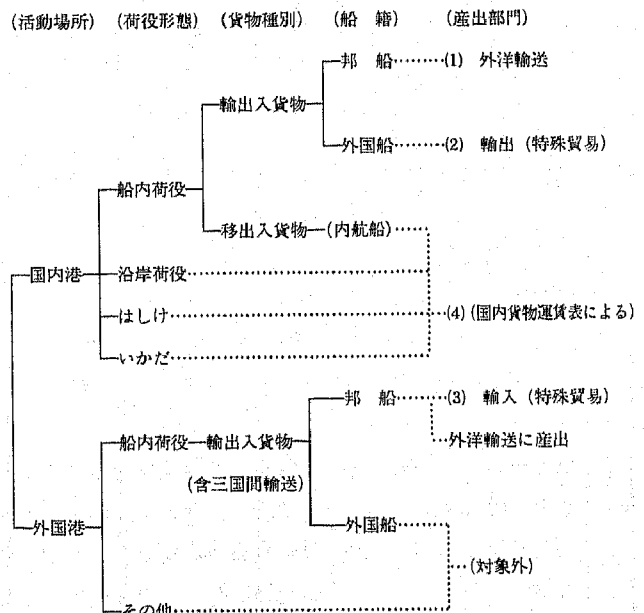 (活動場所) (荷役形態) (貨物種別) (船 籍) (産出部門)
邦 船 (1) 外洋輸送
輸出入貨物
外国船 (2) 輸出(特殊貿易)
船内荷役
移出入貨物 (内航船)
国内港 沿岸荷役
はしけ (4) (国内貨物運賃表による)
いかだ
邦 船 (3) 輸入(特殊貿易)
船内荷役 輸出入貨物 外洋輸送に産出
(含三国間輸送)
外国港 外国船
(対象外)
その他